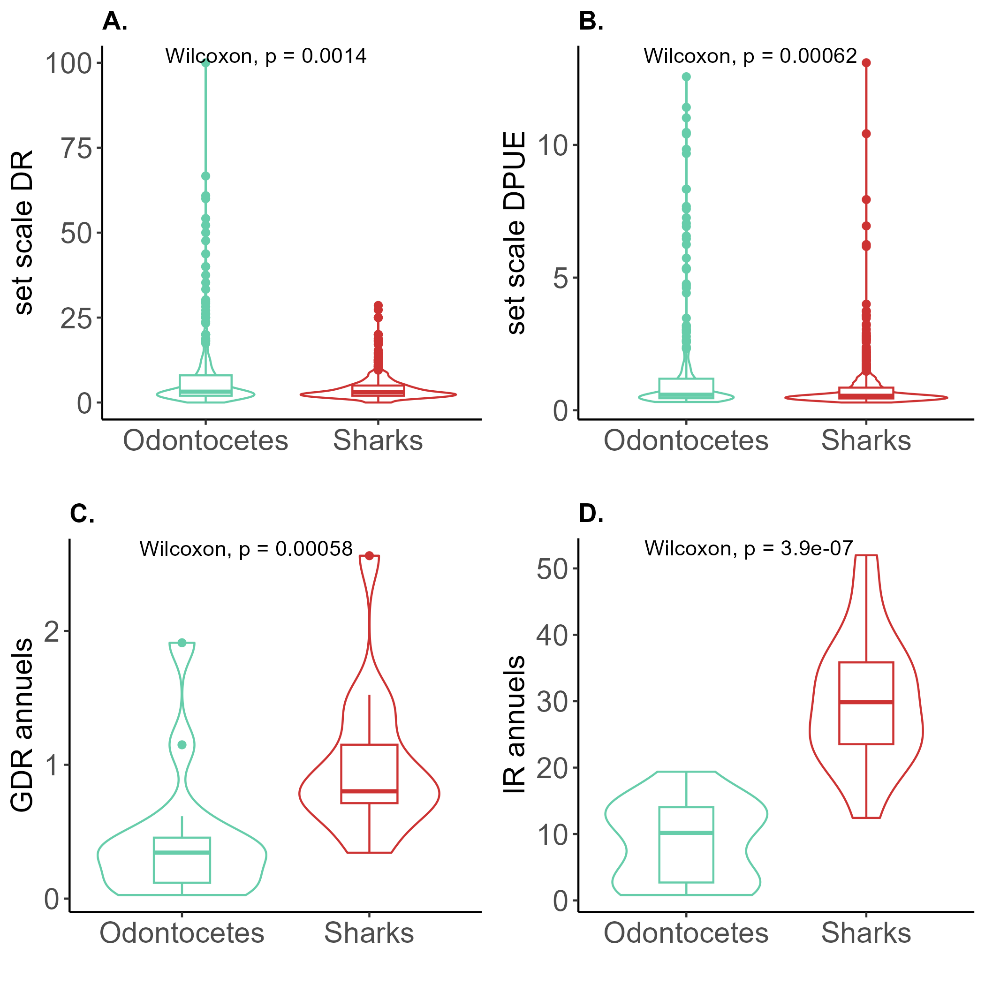 A.
Wilcoxon, p = 0.0014
set scale DR
100
75
50
25
0
Odontocetes
Sharks
B.
Wilcoxon, p = 0.00062
set scale DPUE
10
5
0
Odontocetes
Sharks
C.
Wilcoxon, p = 0.00058
GDR annuels
2
1
0
Odontocetes
Sharks
D.
Wilcoxon, p = 3.9e-07
IR annuels
50
40
30
20
10
0
Odontocetes
Sharks